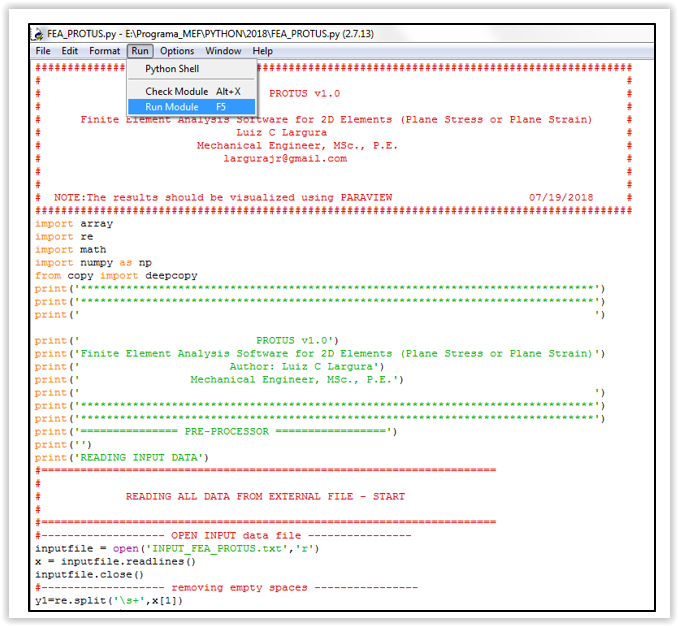 FEA_PROTUS.py - E:\Programa_MEF\PYTHON\2018\FEA_PROTUS.py (2.7.13)
File Edit Format Run Options Window Help
Python Shell
Check Module Alt+X
Run Module F5
############################################################################################
# #
# PROTUS v1.0 #
# #
# Finite Element Analysis Software for 2D Elements (Plane Stress or Plane Strain) #
# Luiz C Largura #
# Mechanical Engineer, MSc., P.E. #
# largurajr@gmail.com #
# #
# #
# NOTE:The results should be visualized using PARAVIEW 07/19/2018 #
############################################################################################
import array
import re
import math
import numpy as np
from copy import deepcopy
print('*******************************************************************************')
print('*******************************************************************************')
print(' ')
print(' PROTUS v1.0')
print('Finite Element Analysis Software for 2D Elements (Plane Stress or Plane Strain)')
print(' Author: Luiz C Largura')
print(' Mechanical Engineer, MSc., P.E.')
print(' ')
print('*******************************************************************************')
print('*******************************************************************************')
print('=============== PRE-PROCESSOR =================')
print('')
print('READING INPUT DATA')
#======================================================================
#
# READING ALL DATA FROM EXTERNAL FILE - START
#
#======================================================================
#------------------- OPEN INPUT data file ----------------
inputfile = open('INPUT_FEA_PROTUS.txt','r')
x = inputfile.readlines()
inputfile.close()
#------------------- removing empty spaces ----------------
y1=re.split('\s+',x[1])